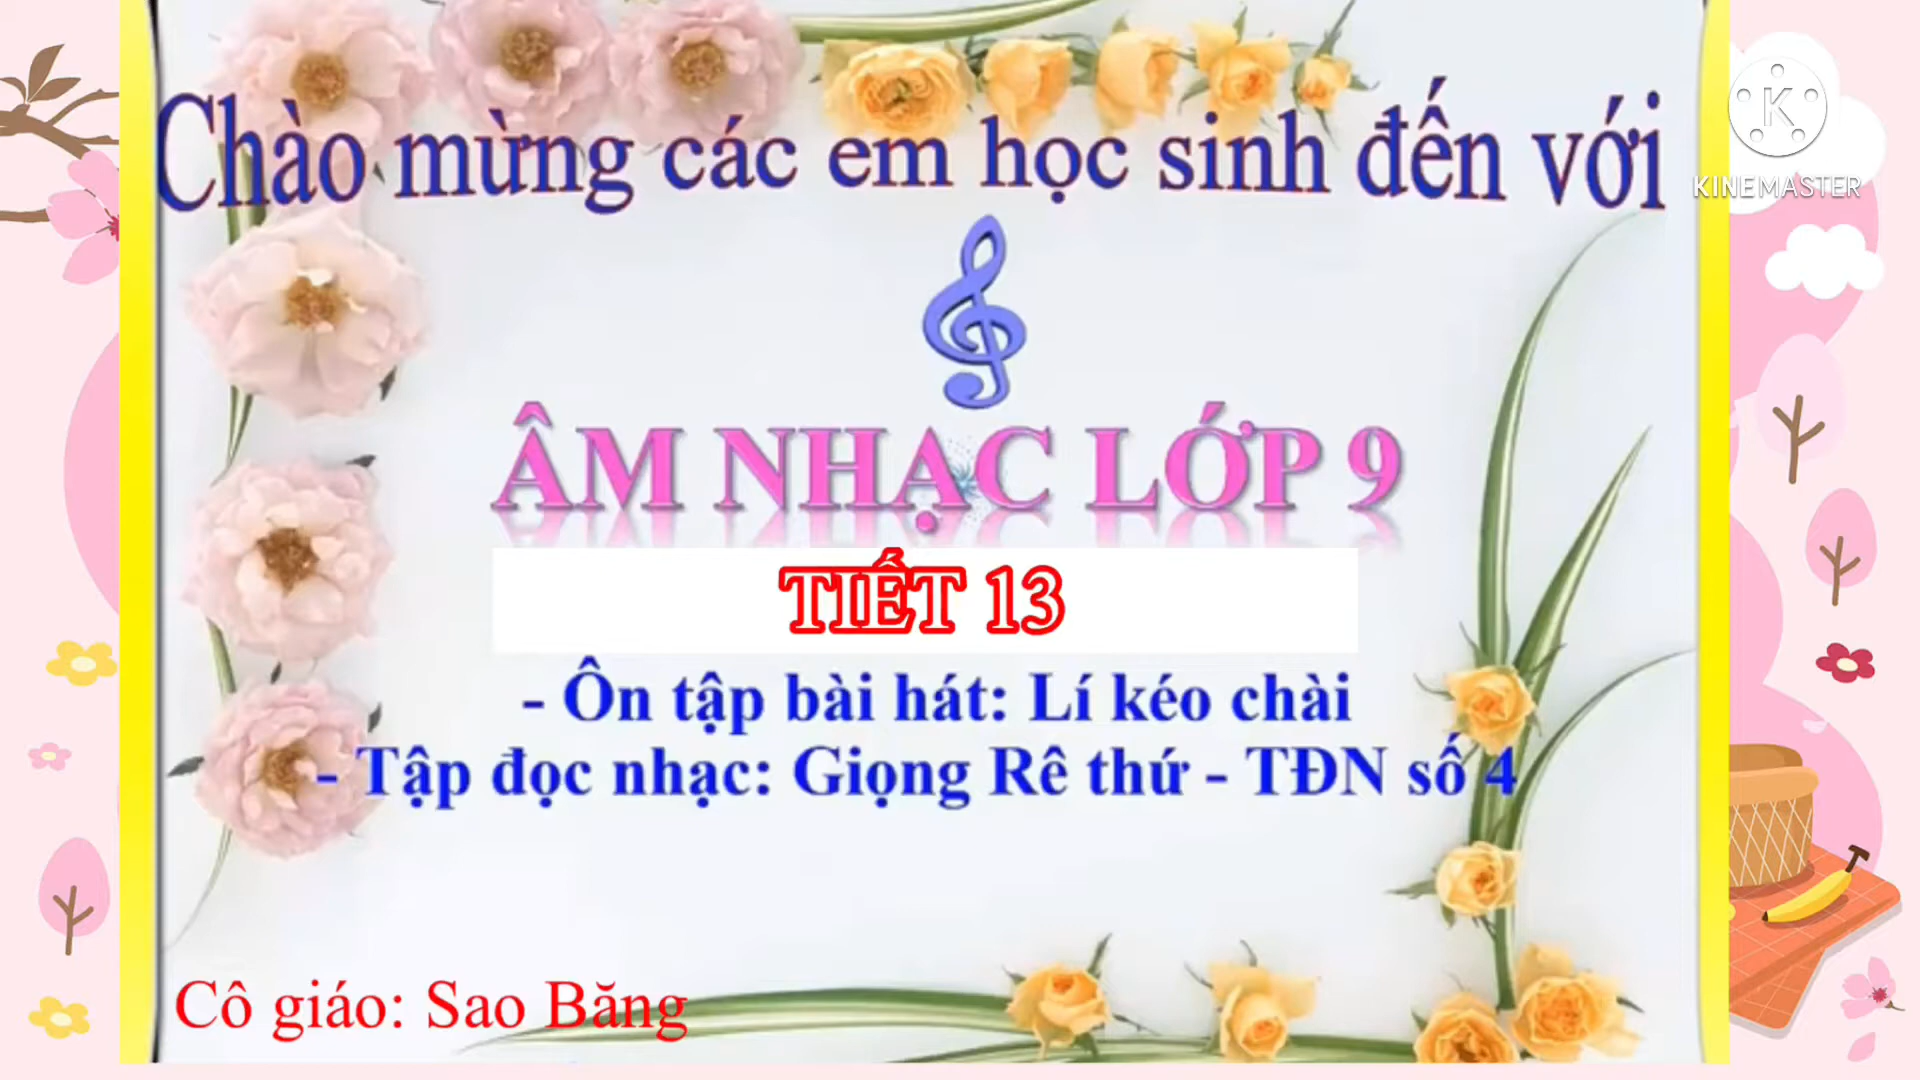 Chào mừng các em học sinh đến với
K
KINEMASTER
ÂM NHẠC LỚP 9
TIẾT 13
- Ôn tập bài hát: Lí kéo chài
- Tập đọc nhạc: Giọng Rê thứ - TĐN số 4
Cô giáo: Sao Băng